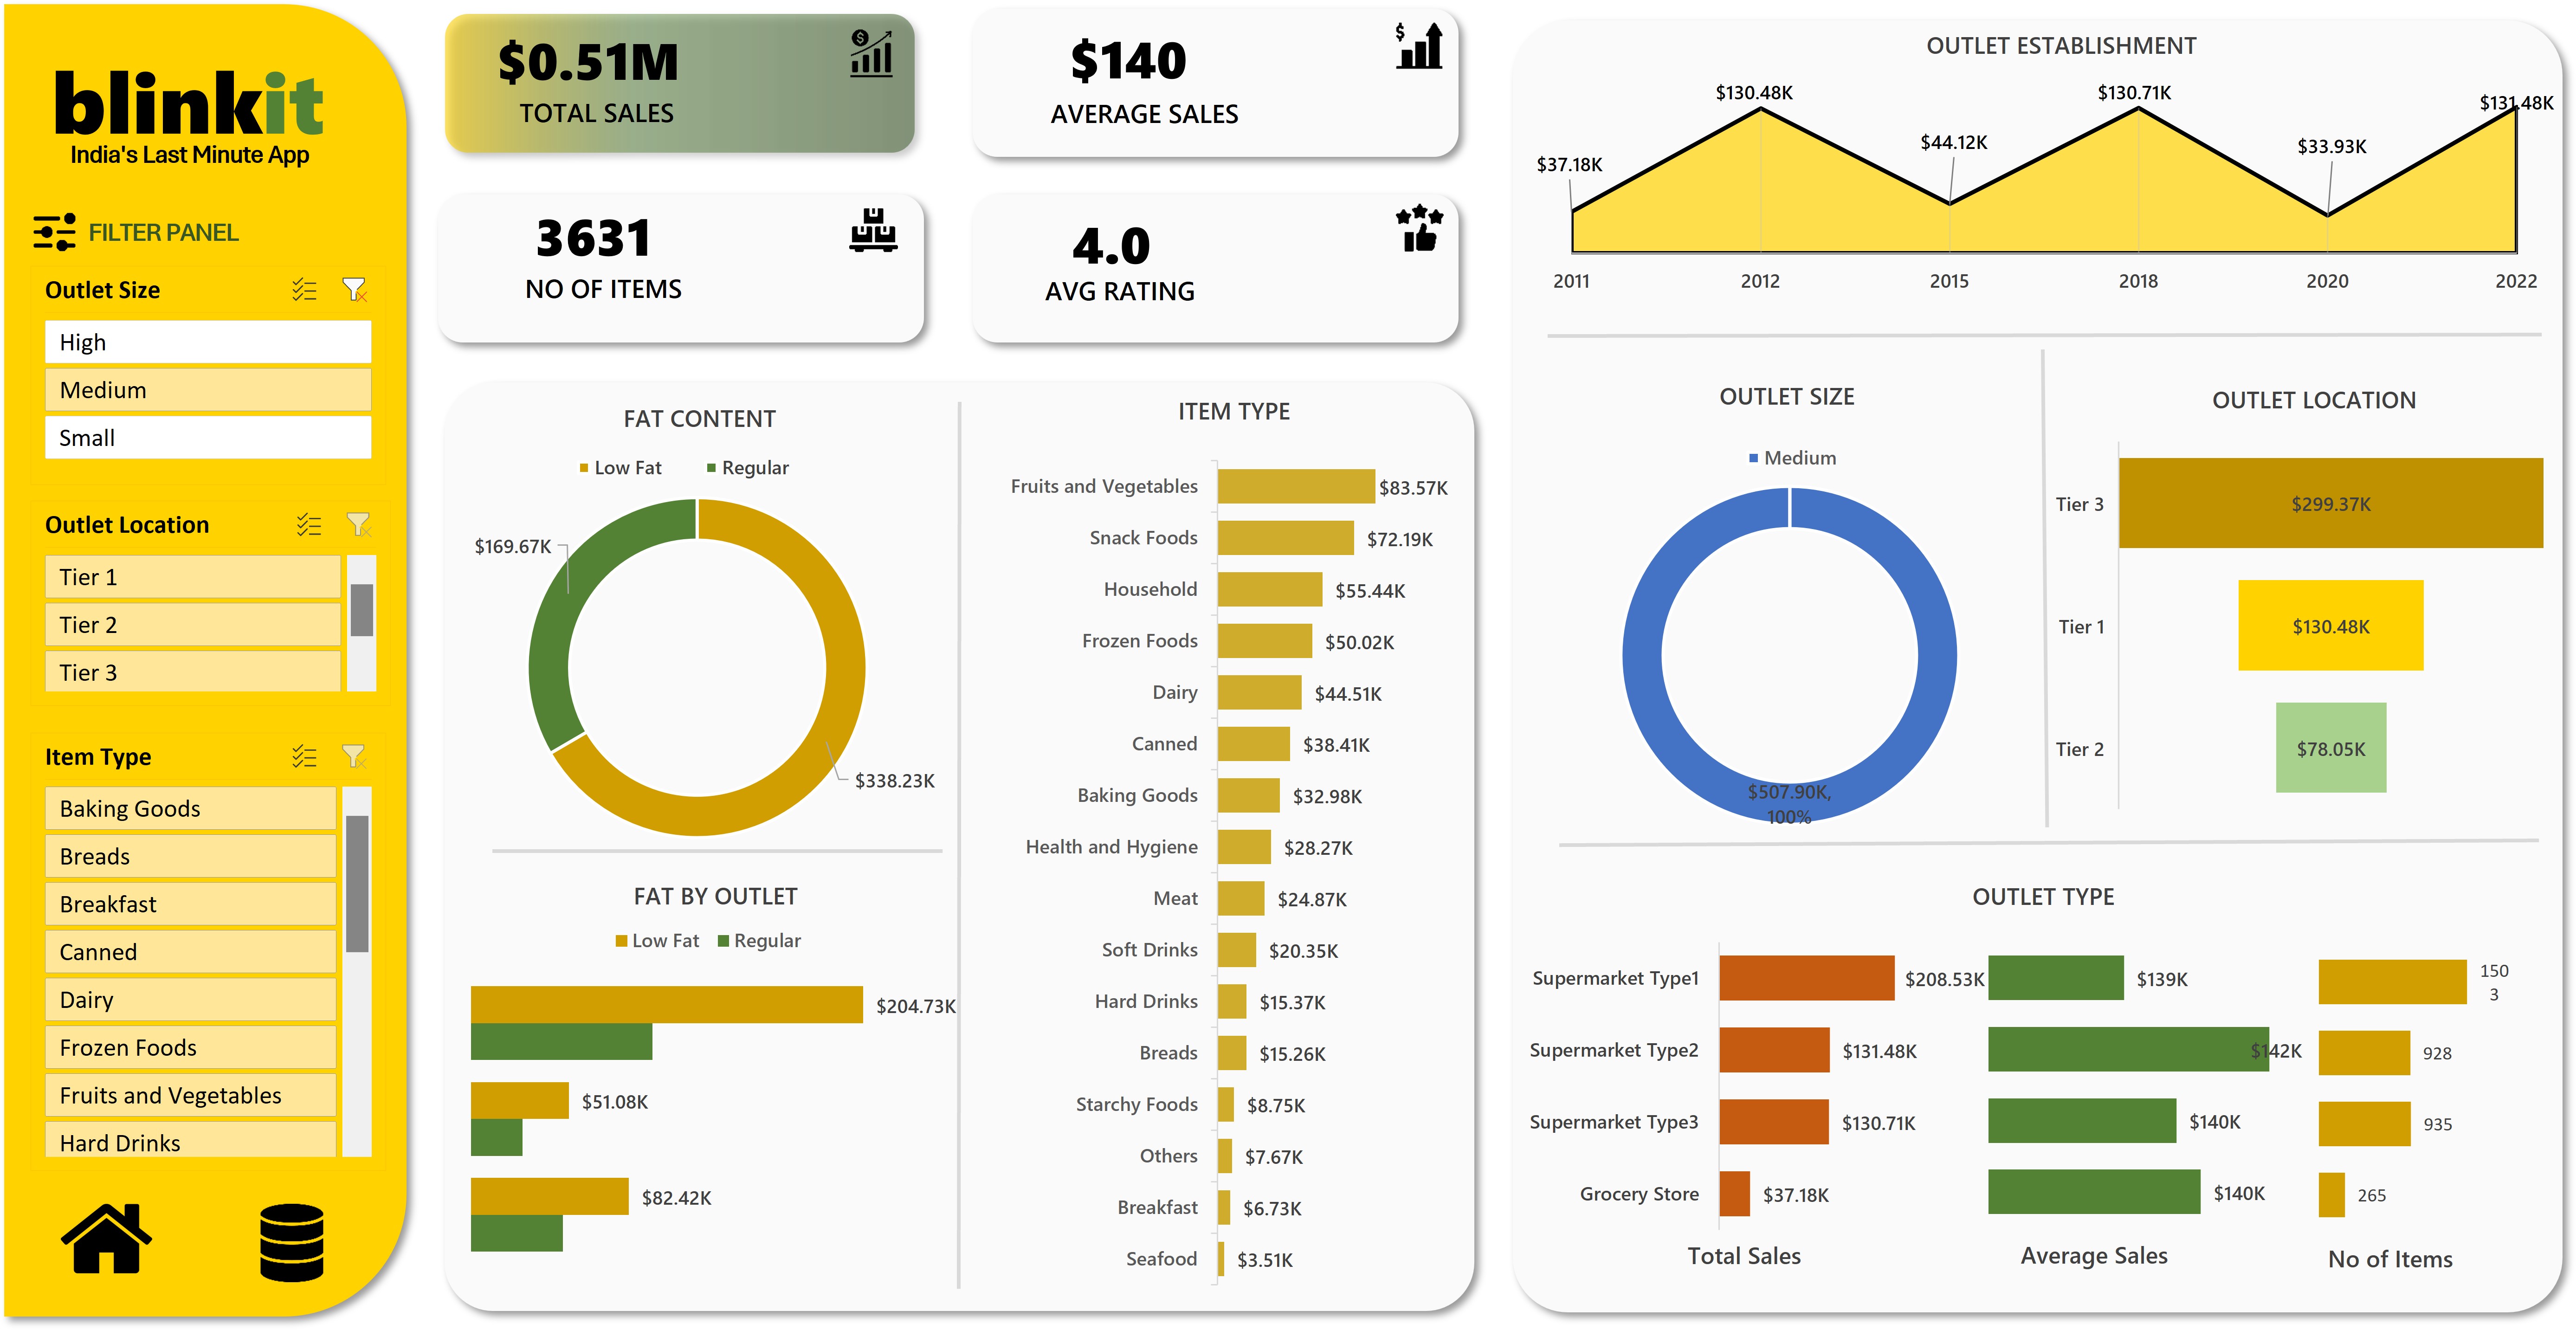 blinkit
India's Last Minute App
FILTER PANEL
Outlet Size
High
Medium
Small
Outlet Location
Tier 1
Tier 2
Tier 3
Item Type
Baking Goods
Breads
Breakfast
Canned
Dairy
Frozen Foods
Fruits and Vegetables
Hard Drinks
$0.51M
TOTAL SALES
$
$140
AVERAGE SALES
$
3631
NO OF ITEMS
4.0
AVG RATING
FAT CONTENT
Low Fat Regular
$169.67K
$338.23K
FAT BY OUTLET
Low Fat Regular
$204.73K
$51.08K
$82.42K
ITEM TYPE
Fruits and Vegetables $83.57K
Snack Foods $72.19K
Household $55.44K
Frozen Foods $50.02K
Dairy $44.51K
Canned $38.41K
Baking Goods $32.98K
Health and Hygiene $28.27K
Meat $24.87K
Soft Drinks $20.35K
Hard Drinks $15.37K
Breads $15.26K
Starchy Foods $8.75K
Others $7.67K
Breakfast $6.73K
Seafood $3.51K
OUTLET ESTABLISHMENT
$37.18K $130.48K $44.12K $130.71K $33.93K $131.48K
2011 2012 2015 2018 2020 2022
OUTLET SIZE
Medium
$507.90K,
100%
OUTLET LOCATION
Tier 3 $299.37K
Tier 1 $130.48K
Tier 2 $78.05K
OUTLET TYPE
Supermarket Type1 $208.53K $139K 150
3
Supermarket Type2 $131.48K $142K 928
Supermarket Type3 $130.71K $140K 935
Grocery Store $37.18K $140K 265
Total Sales Average Sales No of Items